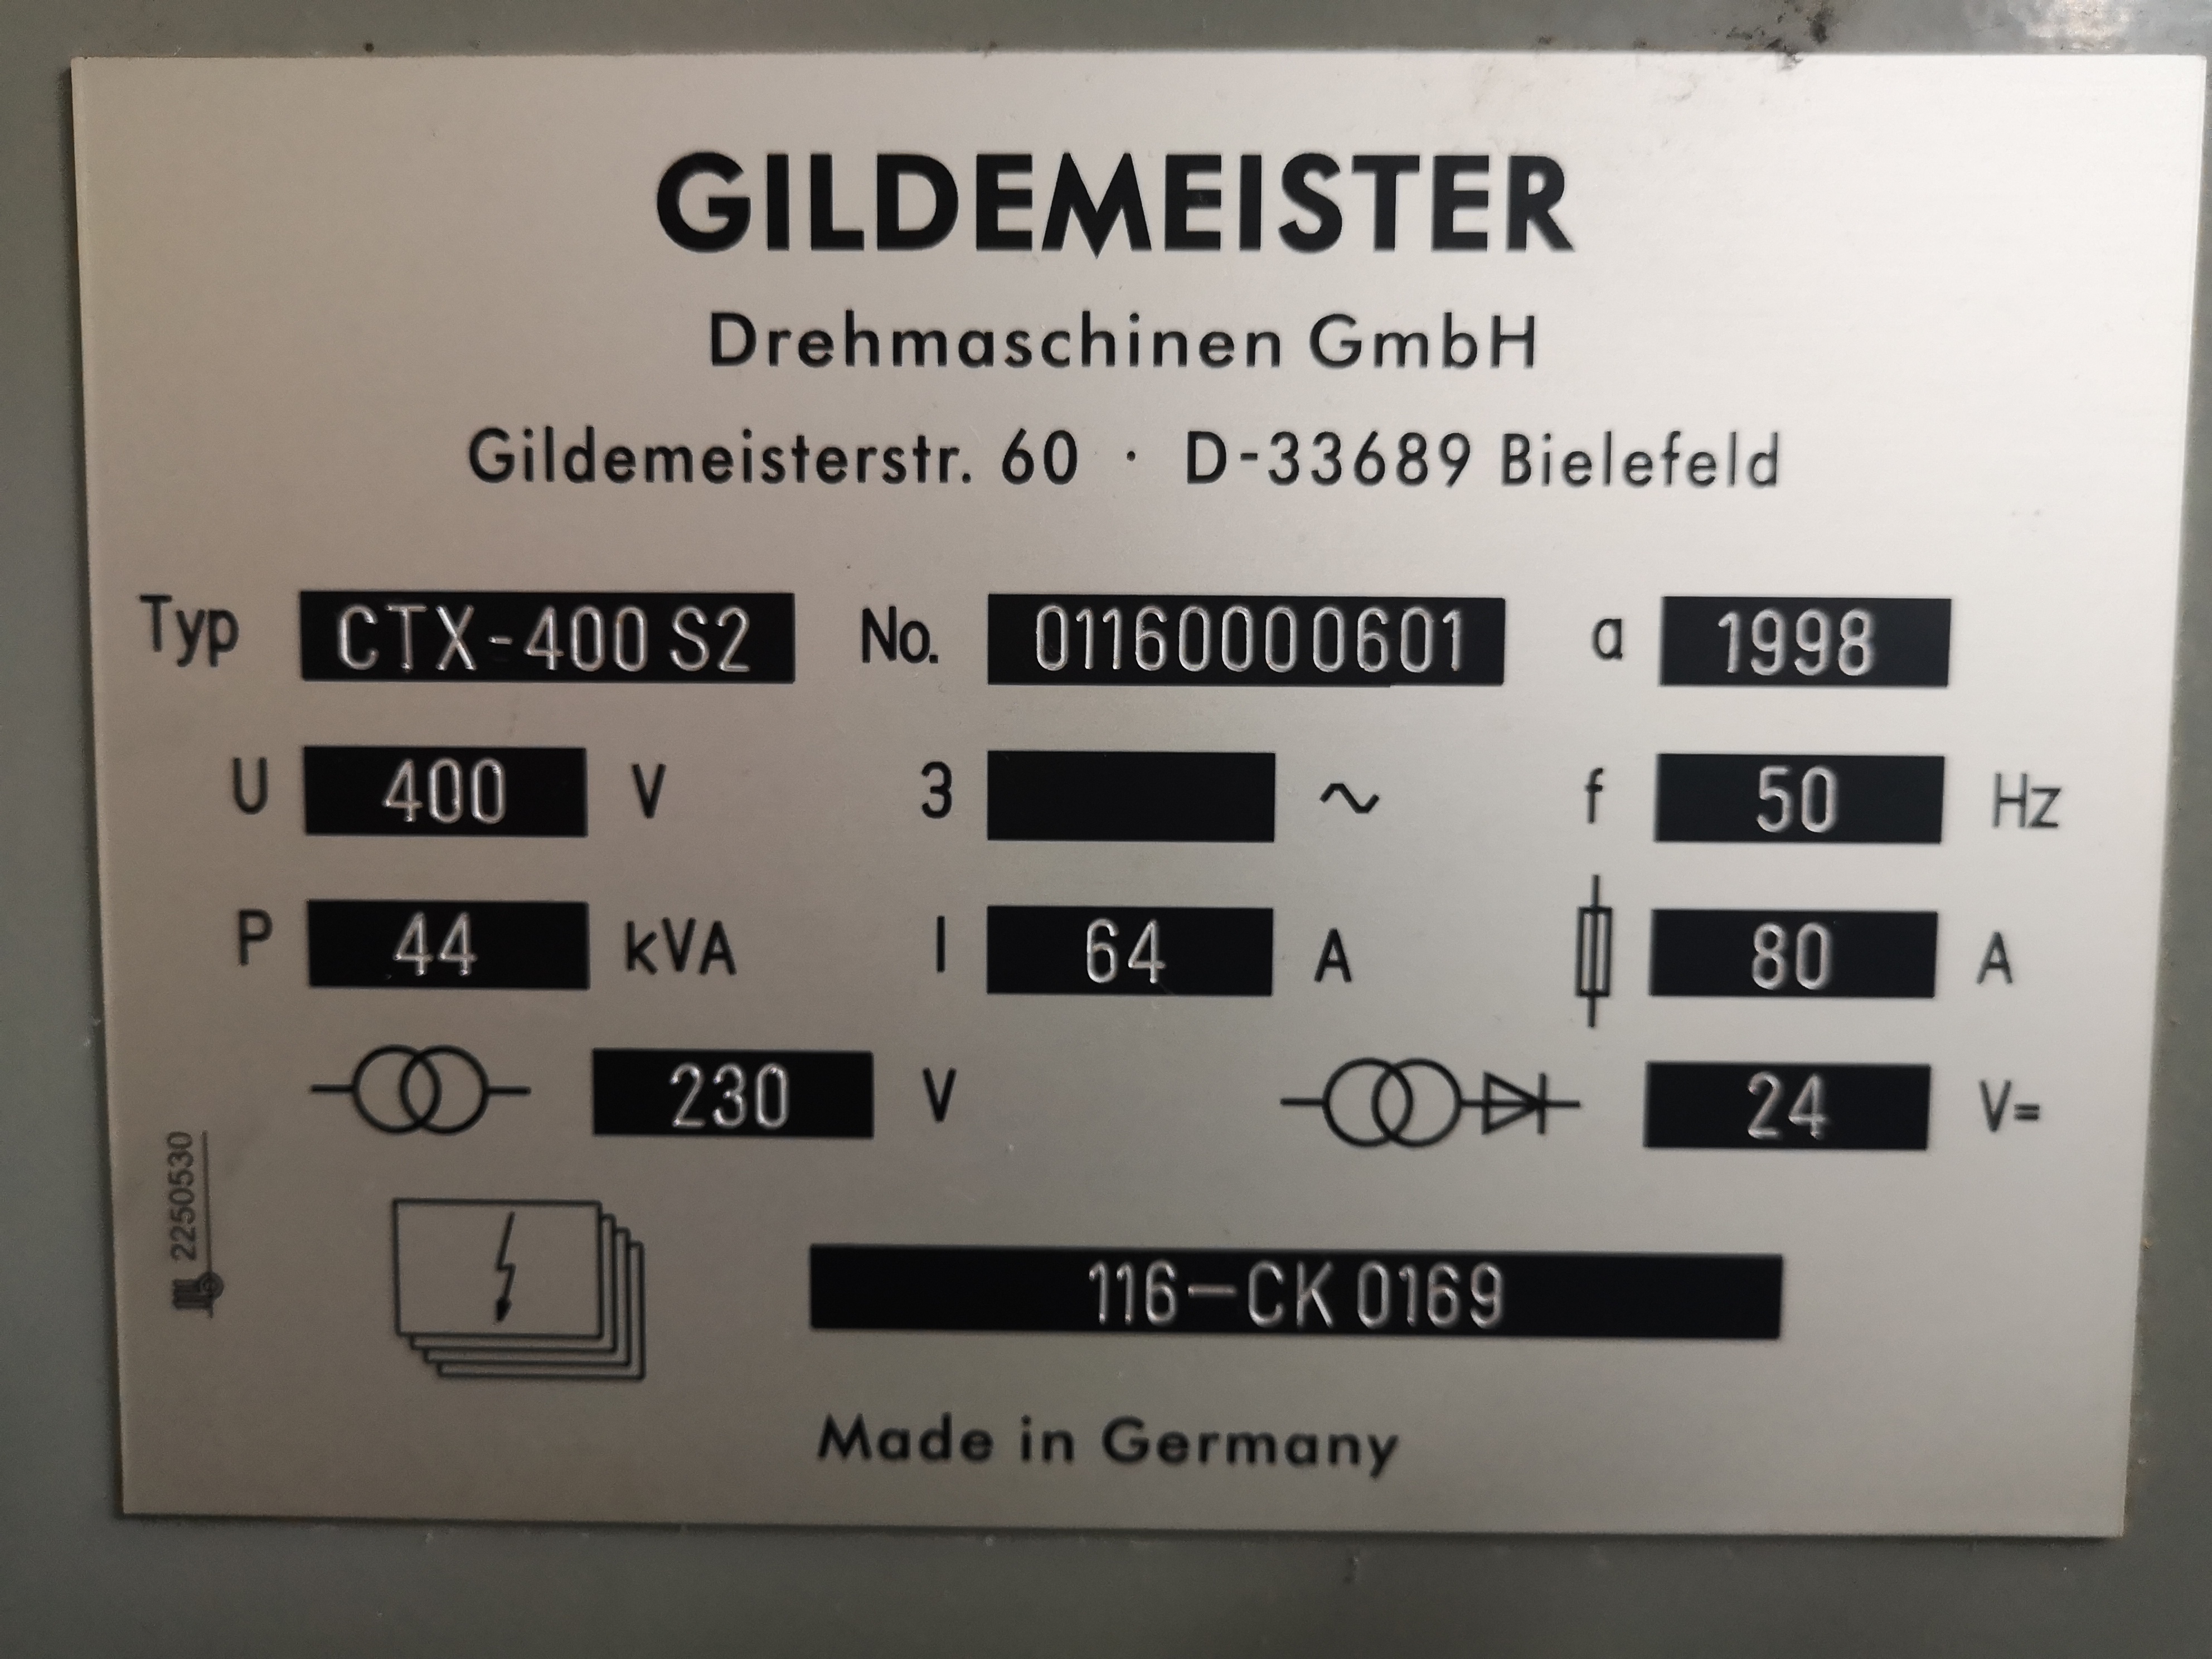 GILDEMEISTER
Drehmaschinen GmbH
Gildemeisterstr. 60 · D-33689 Bielefeld
Typ CTX-400 S2 No. 01160000601 a 1998
U 400 V 3 ~ f 50 Hz
P 44 kVA I 64 A 80 A
230 V 24 V=
2250530
116-CK 0169
Made in Germany